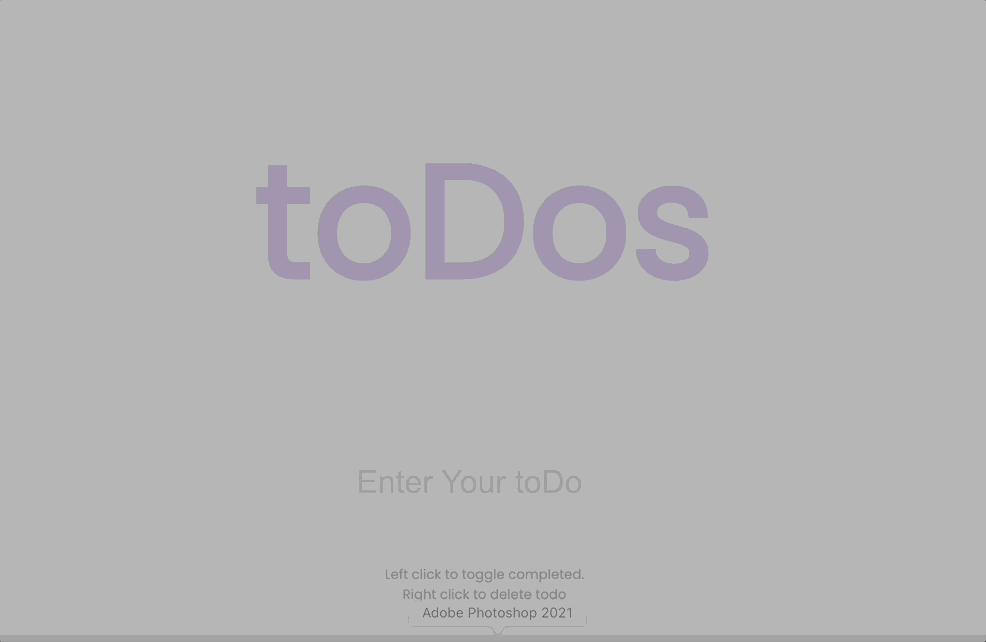 toDos
Enter Your toDo
Left click to toggle completed.
Right click to delete todo
Adobe Photoshop 2021